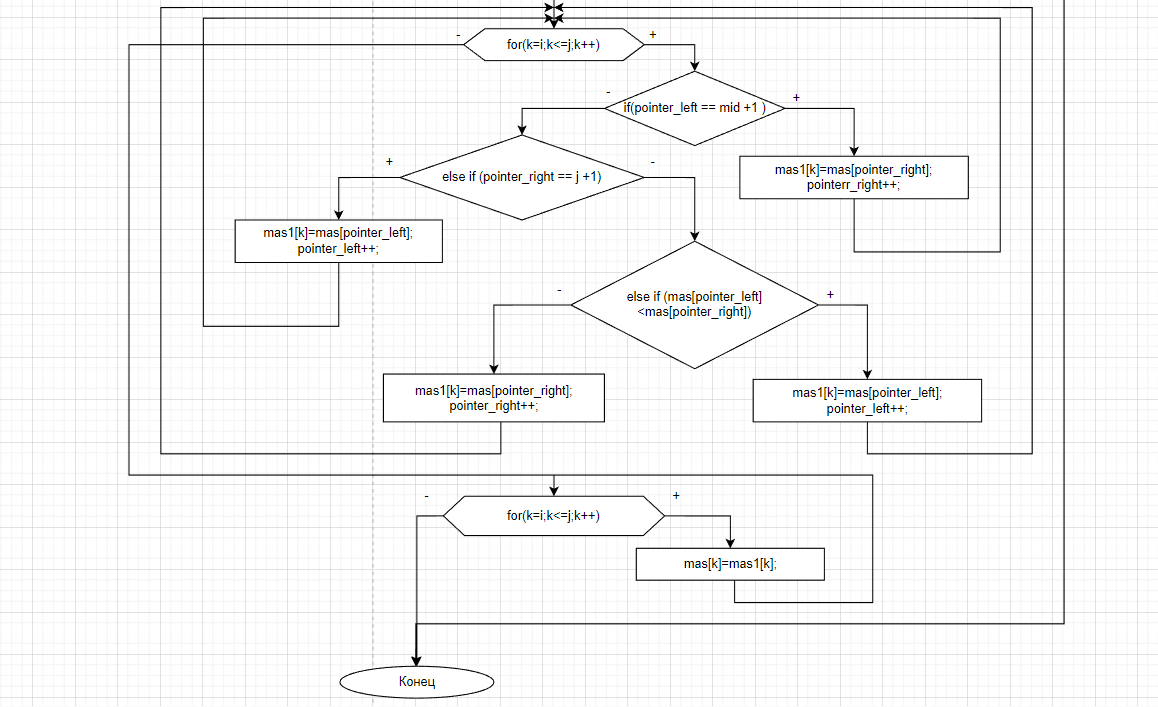 -
for(k=i;k<=j;k++)
+
-
if(pointer_left == mid +1 )
+
+
else if (pointer_right == j +1)
-
mas1[k]=mas[pointer_right];
pointerr_right++;
mas1[k]=mas[pointer_left];
pointer_left++;
-
else if (mas[pointer_left]
<mas[pointer_right])
+
mas1[k]=mas[pointer_right];
pointer_right++;
mas1[k]=mas[pointer_left];
pointer_left++;
-
for(k=i;k<=j;k++)
+
mas[k]=mas1[k];
Конец